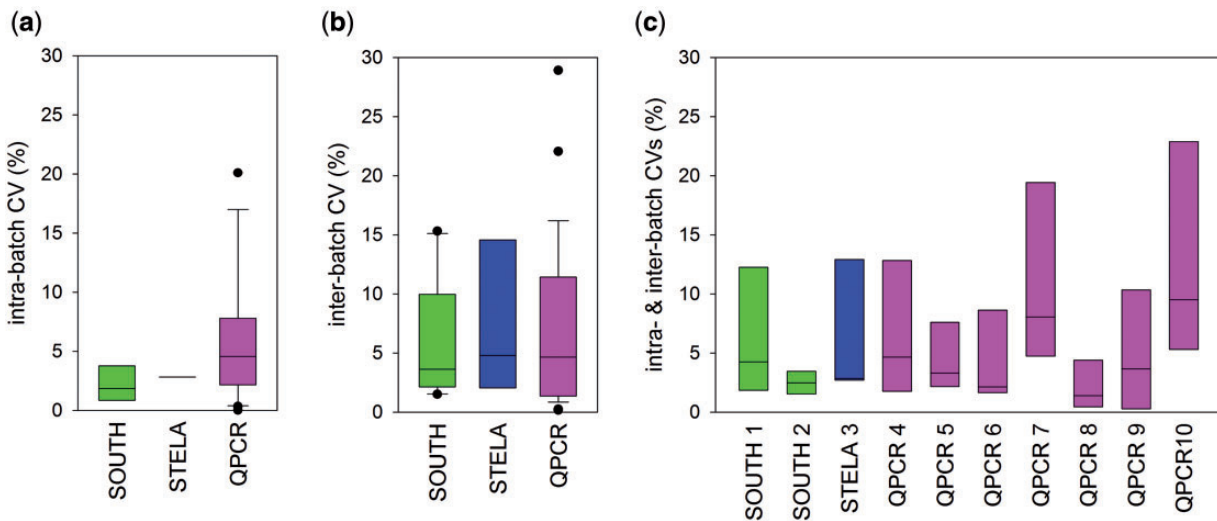 (a)
intra-batch CV (%)
30
25
20
15
10
5
0
SOUTH
STELA
QPCR
(b)
inter-batch CV (%)
30
25
20
15
10
5
0
SOUTH
STELA
QPCR
(c)
intra- & inter-batch CVs (%)
30
25
20
15
10
5
0
SOUTH 1
SOUTH 2
STELA 3
QPCR 4
QPCR 5
QPCR 6
QPCR 7
QPCR 8
QPCR 9
QPCR10